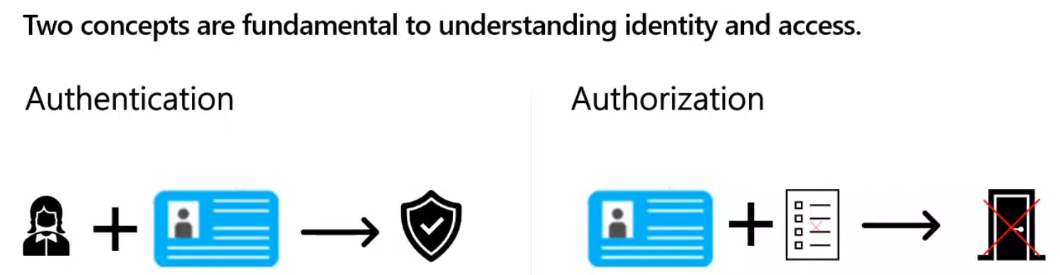 Two concepts are fundamental to understanding identity and access.
Authentication
Authorization